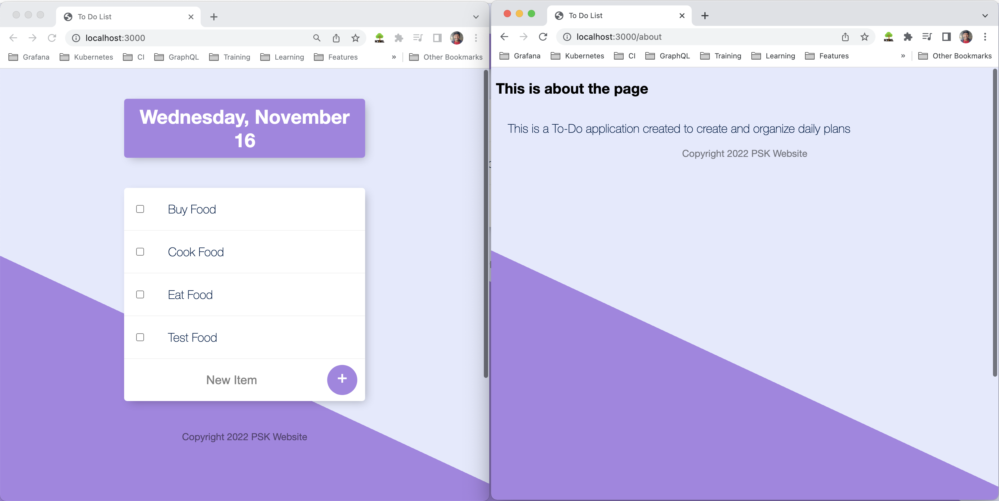 To Do List
localhost:3000
HTML
Grafana Kubernetes CI GraphQL Training Learning Features » Other Bookmarks
Wednesday, November
16
Buy Food
Cook Food
Eat Food
Test Food
New Item
+
Copyright 2022 PSK Website
To Do List
localhost:3000/about
HTML
Grafana Kubernetes CI GraphQL Training Learning Features » Other Bookmarks
This is about the page
This is a To-Do application created to create and organize daily plans
Copyright 2022 PSK Website